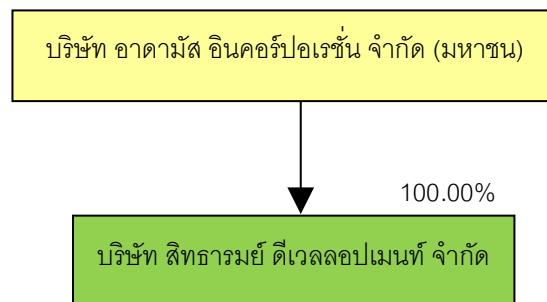 บริษัท อาดามัส อินคอร์ปอเรชั่น จำกัด (มหาชน)
100.00%
บริษัท สิทธารมย์ ดีเวลลอปเมนท์ จำกัด